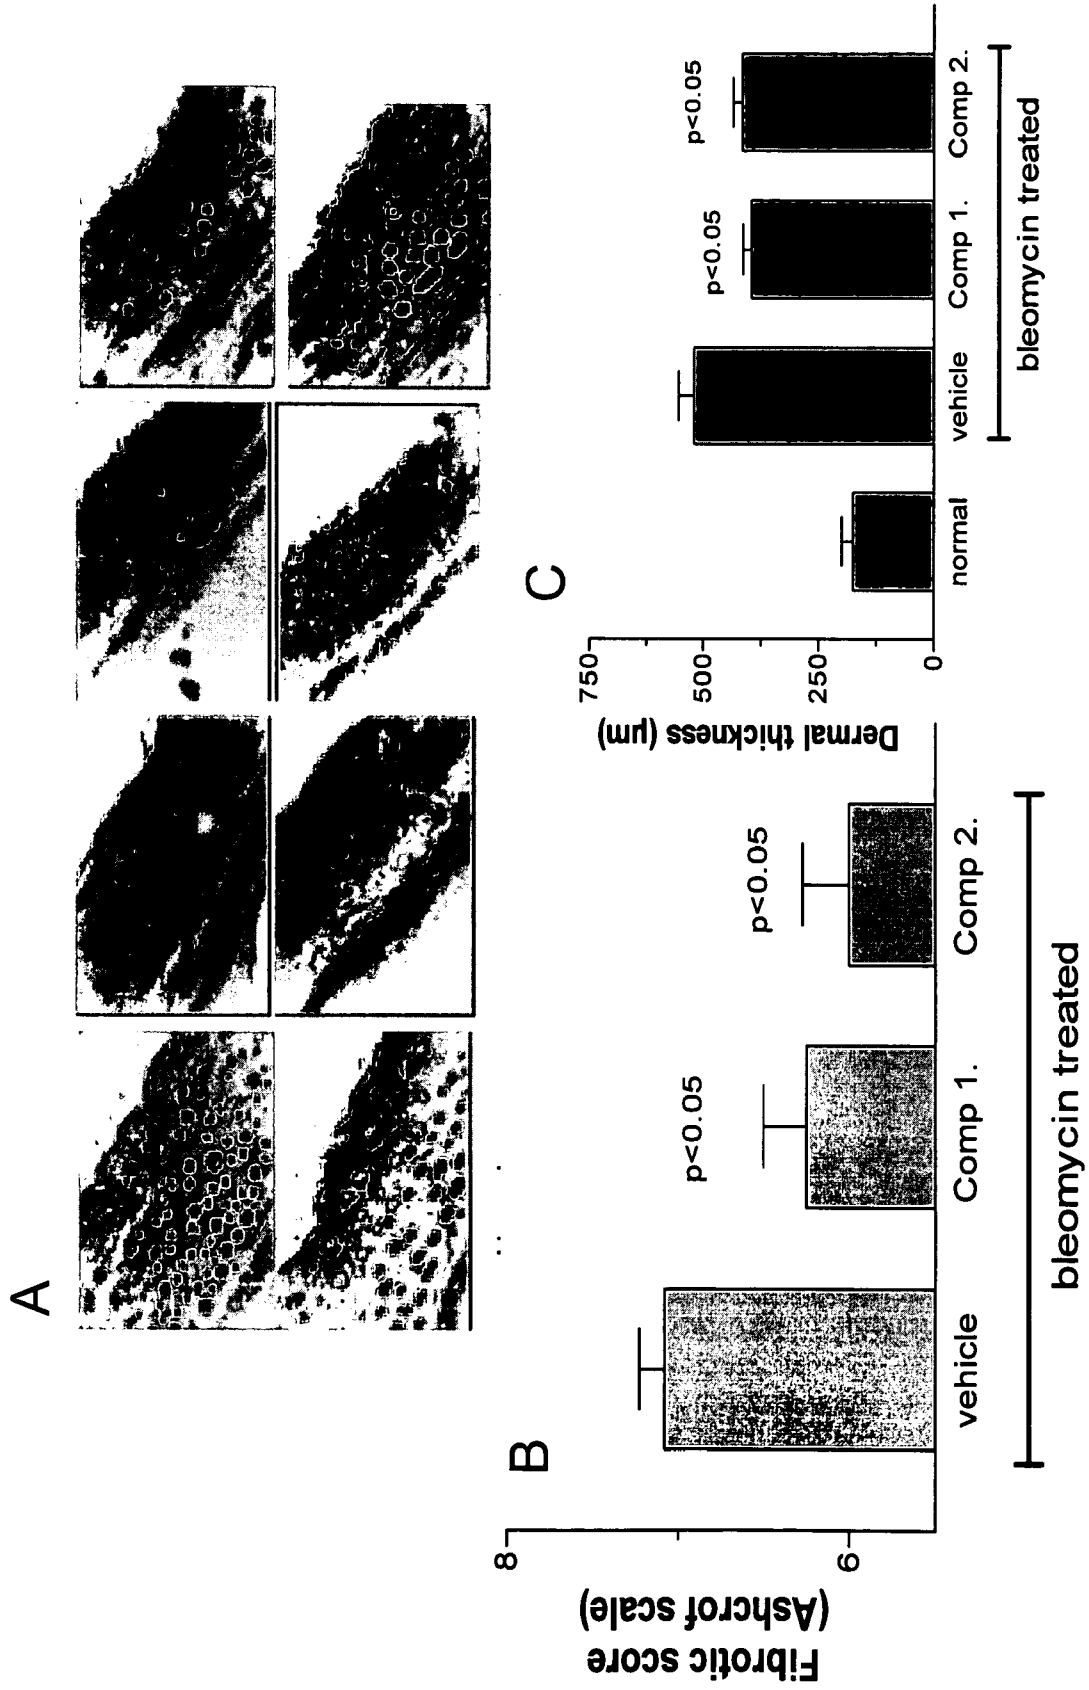 A
B
Fibrotic score
(Ashcrof scale)
8
6
p<0.05
p<0.05
vehicle
Comp 1.
Comp 2.
bleomycin treated
C
Dermal thickness (µm)
750
500
250
0
p<0.05
p<0.05
normal
vehicle
Comp 1.
Comp 2.
bleomycin treated